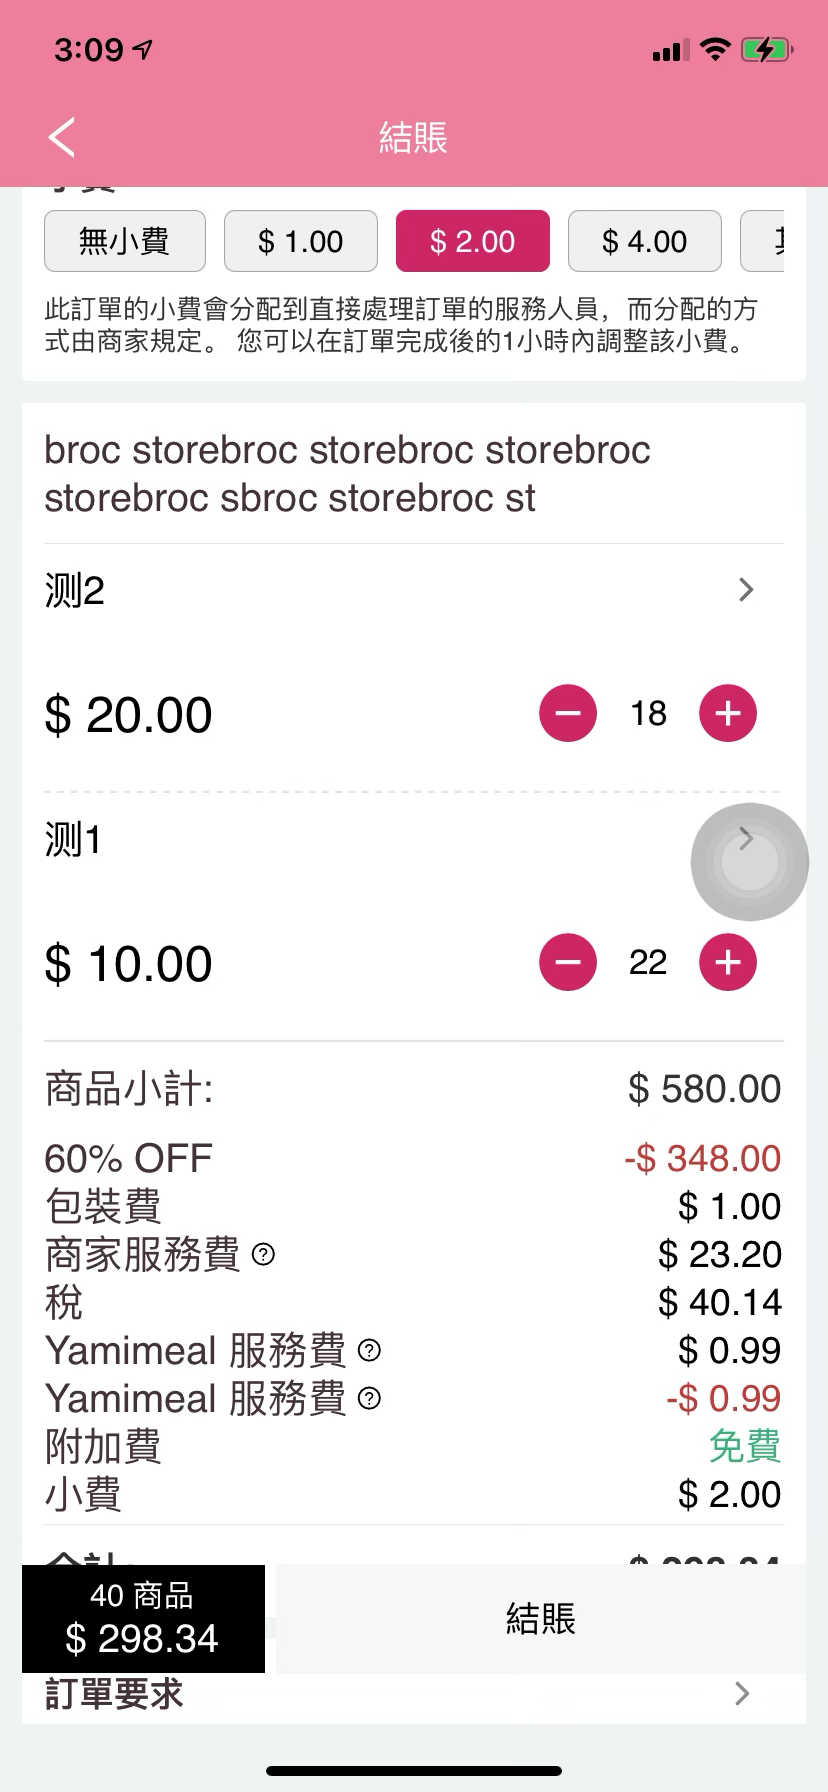 3:09
結賬
無小費
$ 1.00
$ 2.00
$ 4.00
此訂單的小費會分配到直接處理訂單的服務人員，而分配的方
式由商家規定。 您可以在訂單完成後的1小時內調整該小費。
broc storebroc storebroc storebroc
storebroc sbroc storebroc st
测2
$ 20.00
18
测1
$ 10.00
22
商品小計: $ 580.00
60% OFF -$ 348.00
包裝費 $ 1.00
商家服務費 $ 23.20
稅 $ 40.14
Yamimeal 服務費 $ 0.99
Yamimeal 服務費 -$ 0.99
附加費 免費
小費 $ 2.00
40 商品
$ 298.34
結賬
訂單要求